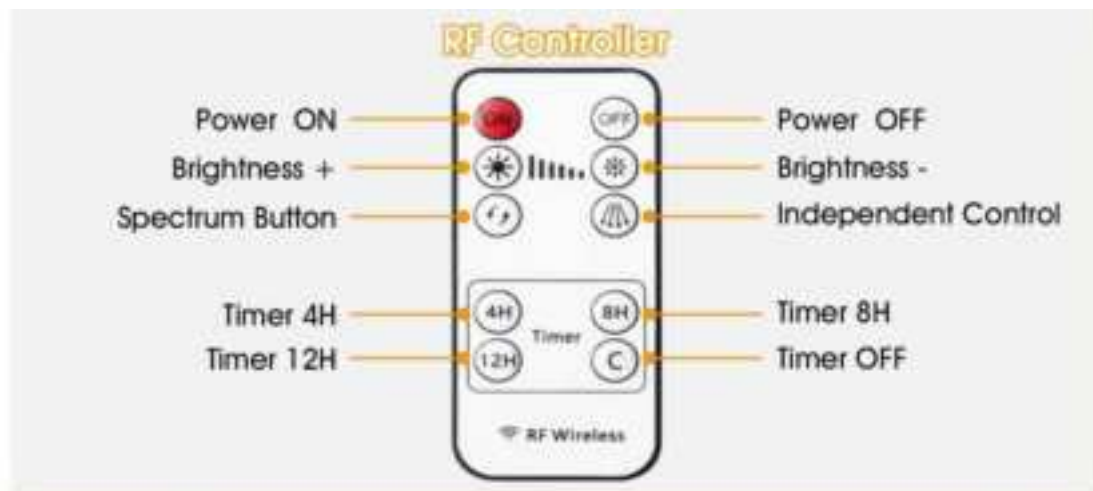 RF Controller
Power ON
ON
OFF
Power OFF
Brightness +
Brightness -
Spectrum Button
Independent Control
Timer 4H
4H
8H
Timer 8H
Timer
Timer 12H
12H
C
Timer OFF
RF Wireless